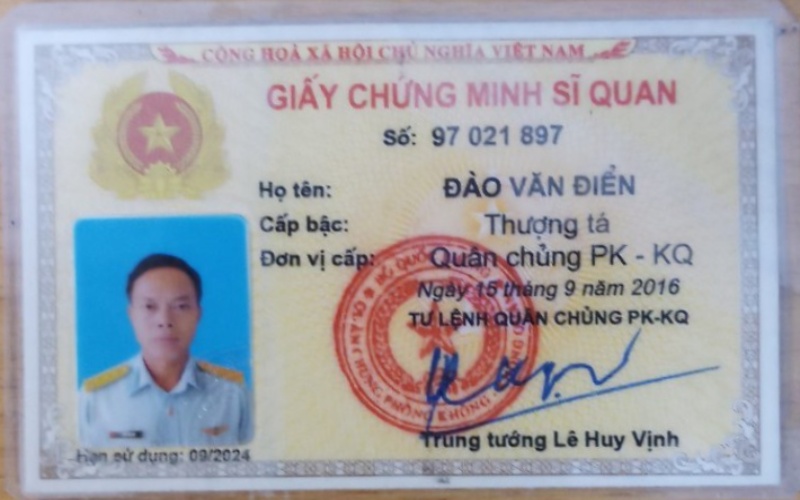 CỘNG HOÀ XÃ HỘI CHỦ NGHĨA VIỆT NAM
GIẤY CHỨNG MINH SĨ QUAN
Số: 97 021 897
Họ tên: ĐÀO VĂN ĐIỂN
Cấp bậc: Thượng tá
Đơn vị cấp: Quân chủng PK - KQ
Ngày 15 tháng 9 năm 2016
TƯ LỆNH QUÂN CHỦNG PK-KQ
Trung tướng Lê Huy Vịnh
Hạn sử dụng: 09/2024